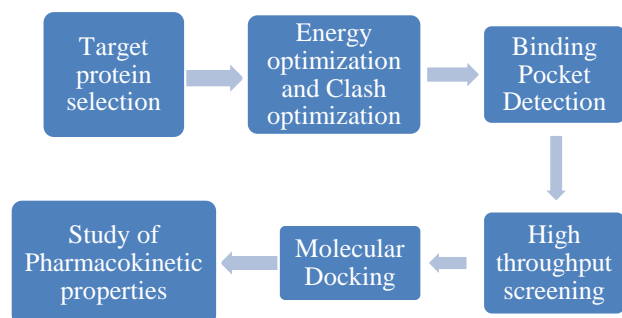 Target
protein
selection
Energy
optimization
and Clash
optimization
Binding
Pocket
Detection
High
throughput
screening
Molecular
Docking
Study of
Pharmacokinetic
properties